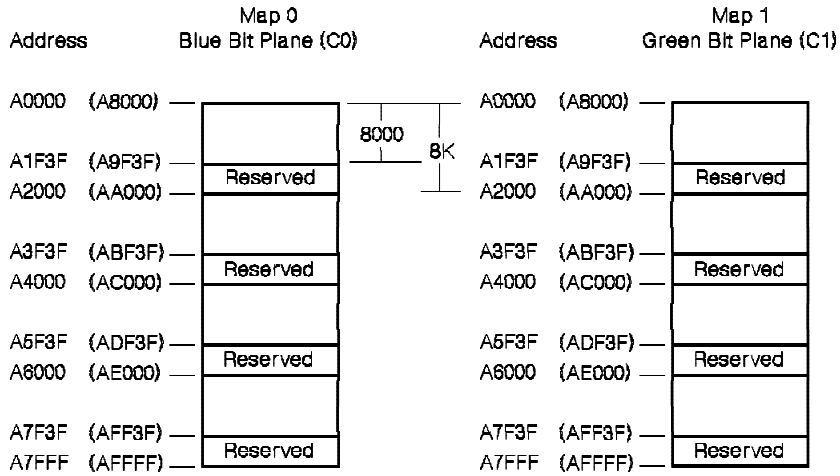 Map 0 Map 1
Address Blue Bit Plane (C0) Address Green Bit Plane (C1)
A0000 (A8000) A0000 (A8000)
8000
8K
A1F3F (A9F3F) A1F3F (A9F3F)
Reserved Reserved
A2000 (AA000) A2000 (AA000)
A3F3F (ABF3F) A3F3F (ABF3F)
Reserved Reserved
A4000 (AC000) A4000 (AC000)
A5F3F (ADF3F) A5F3F (ADF3F)
Reserved Reserved
A6000 (AE000) A6000 (AE000)
A7F3F (AFF3F) A7F3F (AFF3F)
Reserved Reserved
A7FFF (AFFFF) A7FFF (AFFFF)